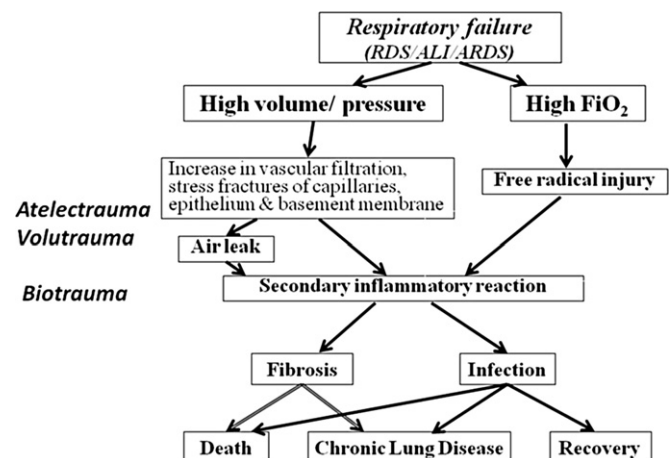 Respiratory failure
(RDS/ALI/ARDS)
High volume/ pressure
High FiO₂
Increase in vascular filtration,
stress fractures of capillaries,
epithelium & basement membrane
Free radical injury
Atelectrauma
Volutrauma
Air leak
Biotrauma
Secondary inflammatory reaction
Fibrosis
Infection
Death
Chronic Lung Disease
Recovery